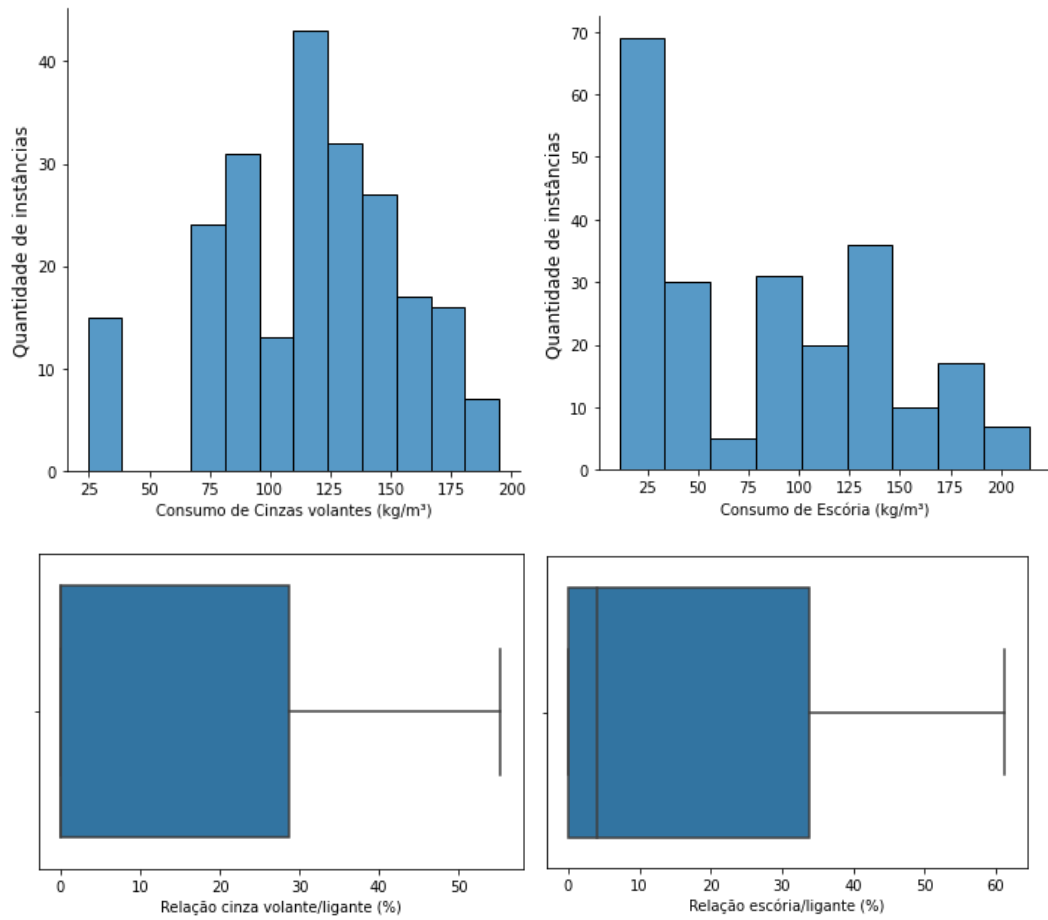 Quantidade de instâncias
40
30
20
10
0
25 50 75 100 125 150 175 200
Consumo de Cinzas volantes (kg/m³)
Quantidade de instâncias
70
60
50
40
30
20
10
0
25 50 75 100 125 150 175 200
Consumo de Escória (kg/m³)
0 10 20 30 40 50
Relação cinza volante/ligante (%)
0 10 20 30 40 50 60
Relação escória/ligante (%)